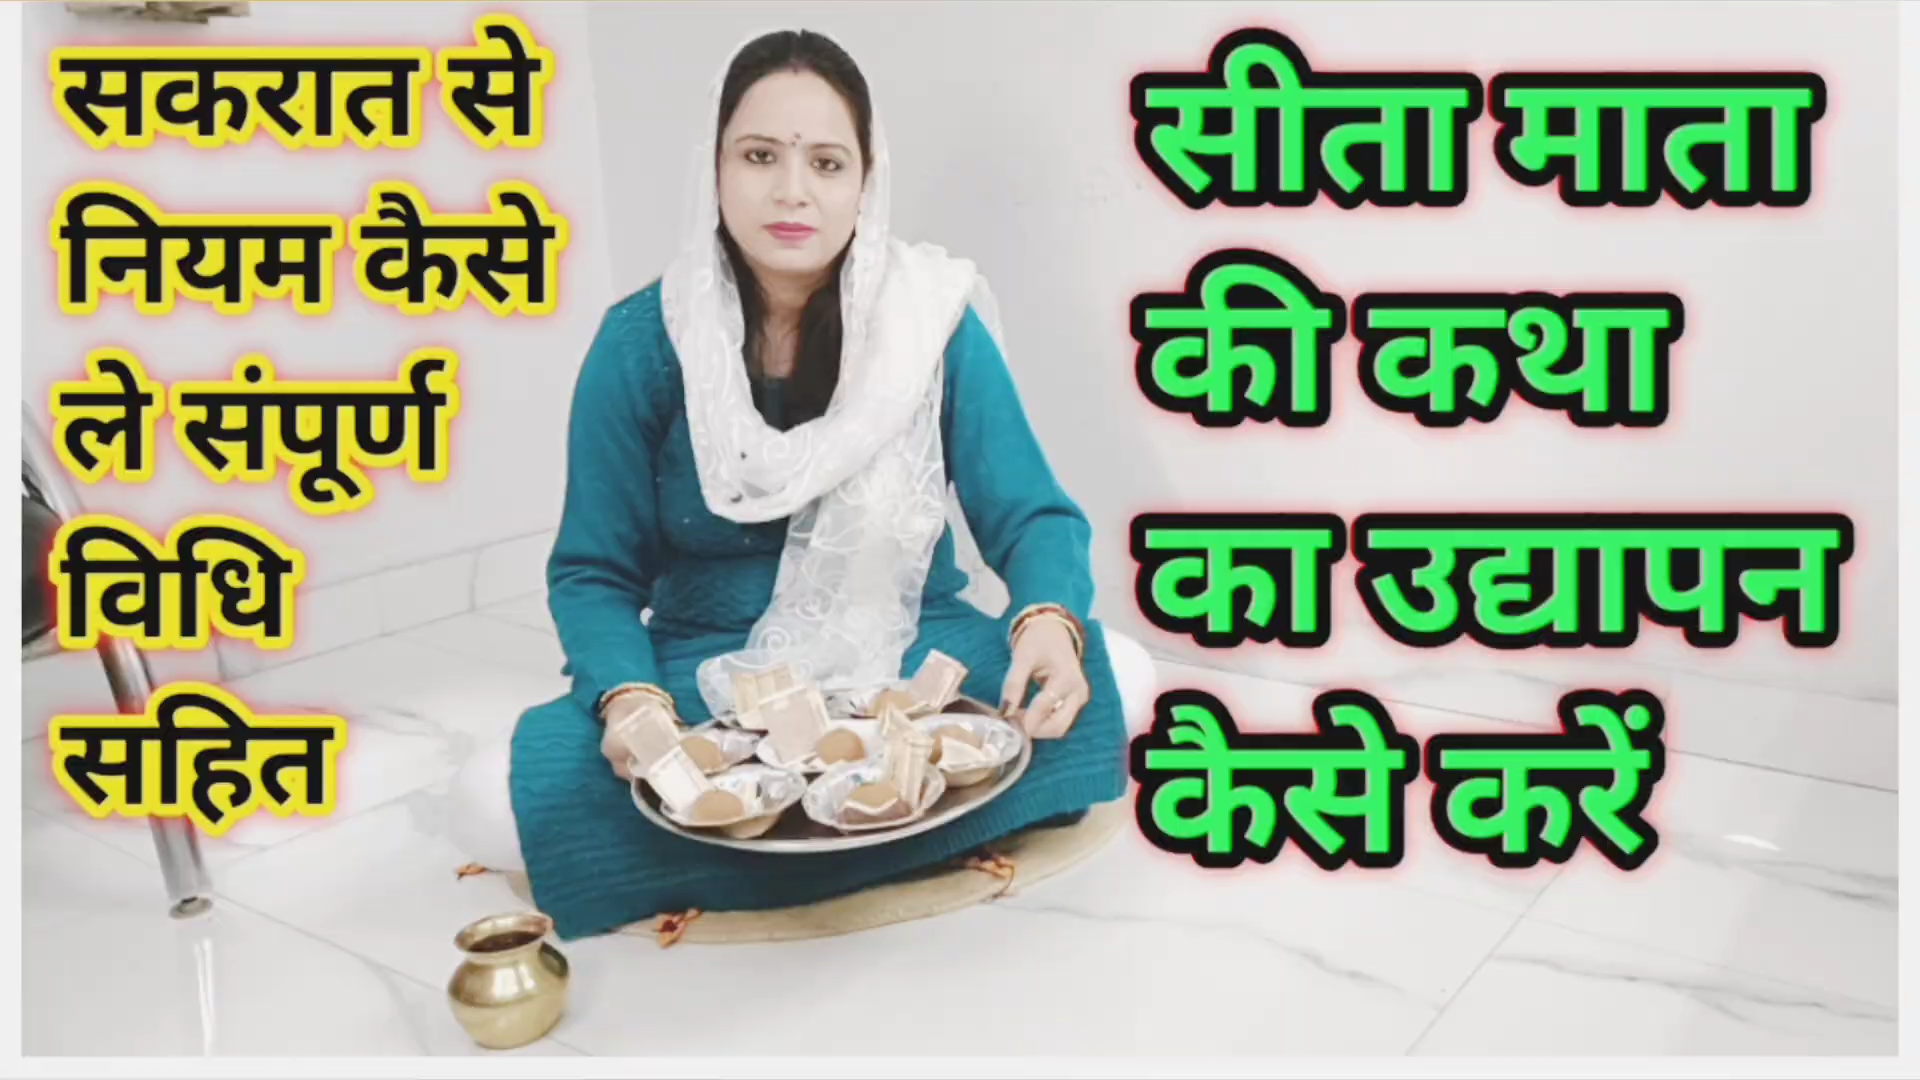 सकरात से
नियम कैसे
ले संपूर्ण
विधि
सहित
सीता माता
की कथा
का उद्यापन
कैसे करें